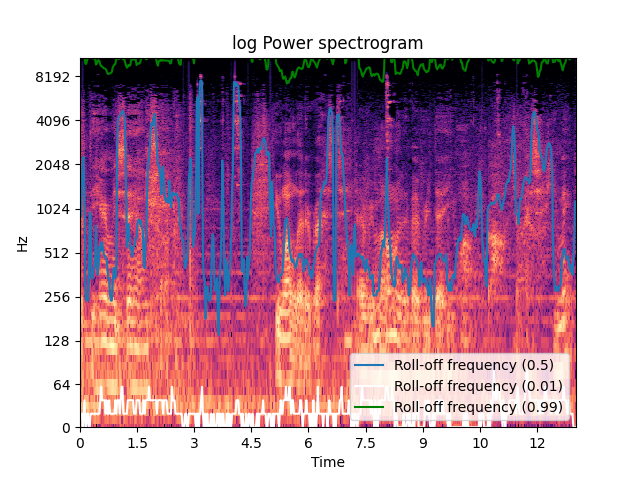 log Power spectrogram
8192
4096
2048
1024
512
256
128
64
0
Hz
Roll-off frequency (0.5)
Roll-off frequency (0.01)
Roll-off frequency (0.99)
0 1.5 3 4.5 6 7.5 9 10 12
Time